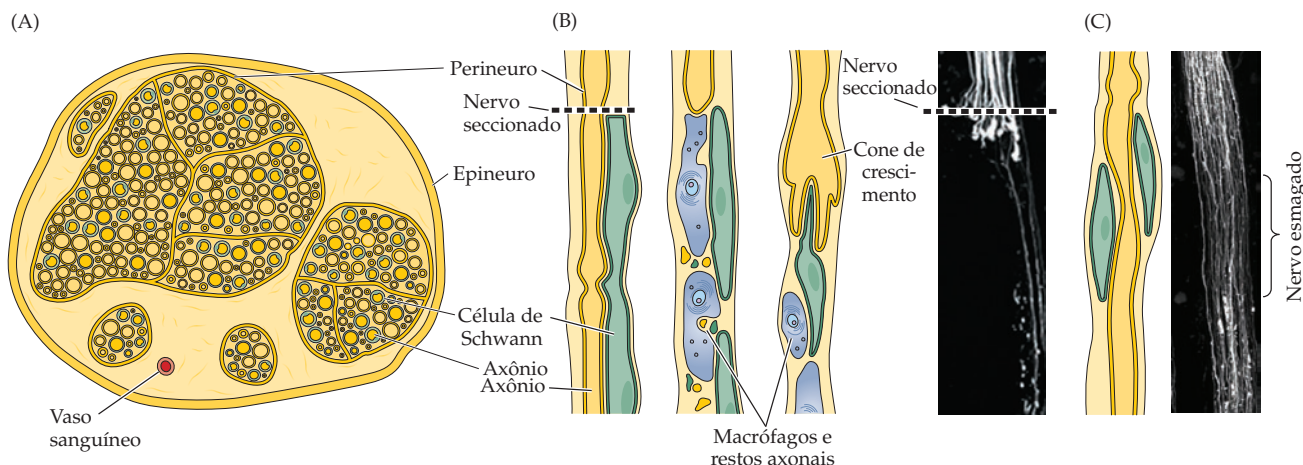 (A)
(B)
(C)
Perineuro
Nervo
seccionado
Epineuro
Célula de
Schwann
Axônio
Axônio
Vaso
sanguíneo
Cone de
cresci-
mento
Macrófagos e
restos axonais
Nervo
seccionado
Nervo esmagado